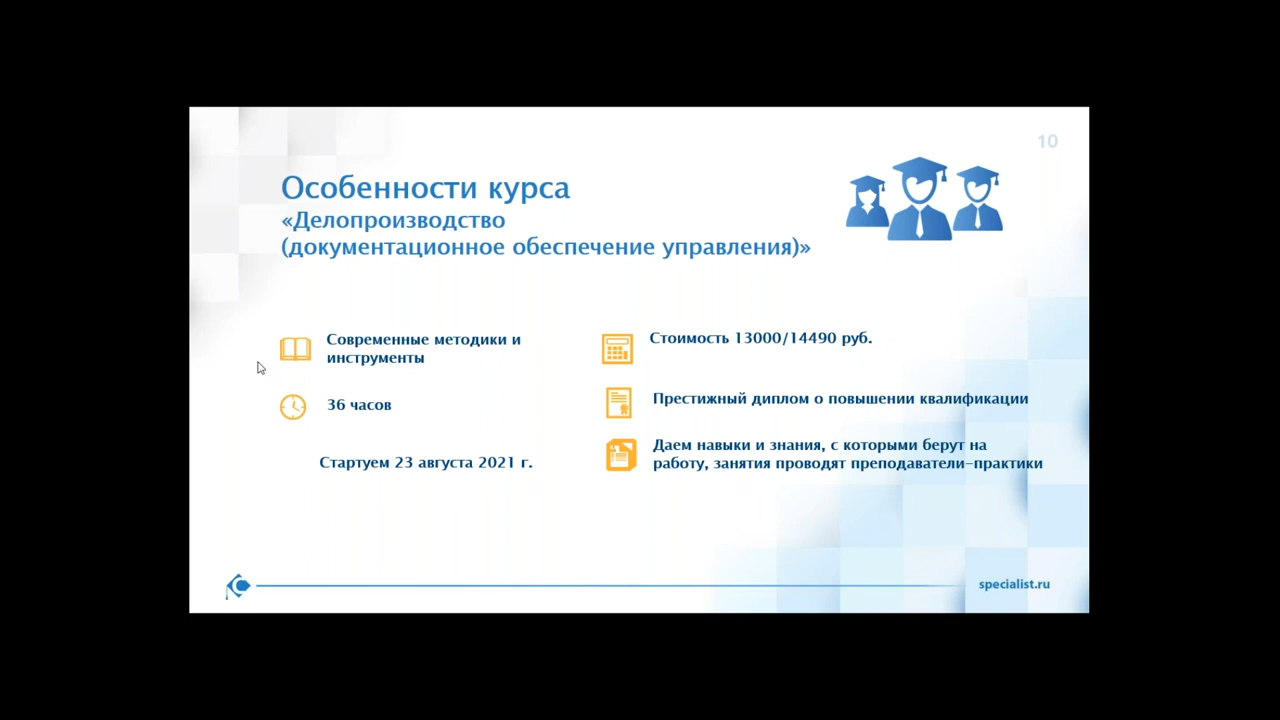 10
Особенности курса
«Делопроизводство
(документационное обеспечение управления)»
Современные методики и
инструменты
36 часов
Стартуем 23 августа 2021 г.
Стоимость 13000/14490 руб.
Престижный диплом о повышении квалификации
Даем навыки и знания, с которыми берут на
работу, занятия проводят преподаватели-практики
specialist.ru